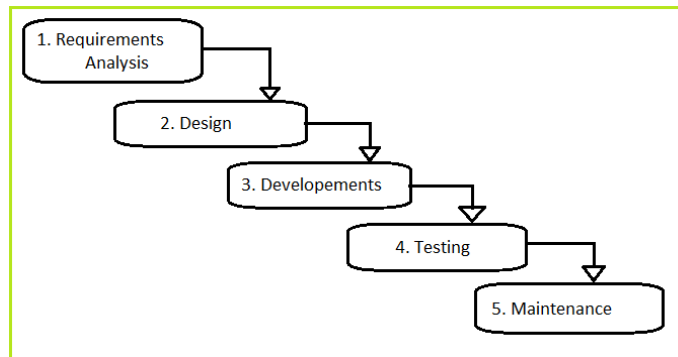 1. Requirements
Analysis
2. Design
3. Developements
4. Testing
5. Maintenance